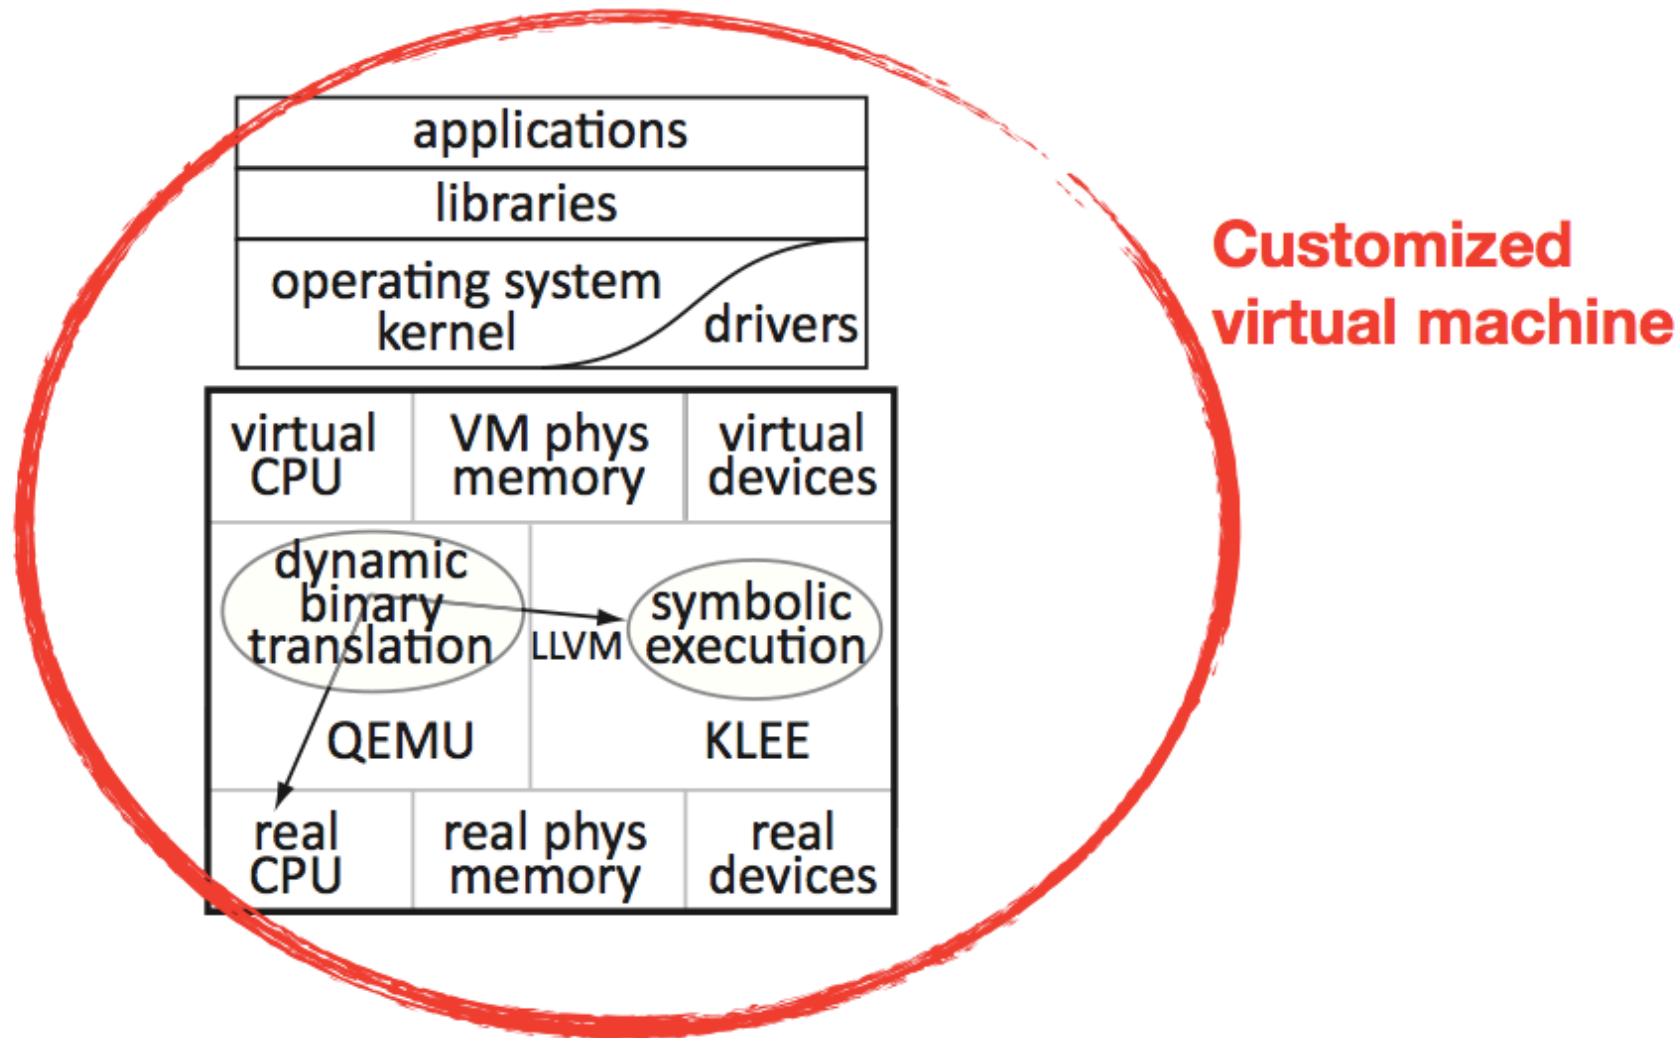 applications
libraries
Customized
virtual machine
operating system
kernel
drivers
virtual
CPU
VM phys
memory
virtual
devices
dynamic
binary
translation
LLVM
symbolic
execution
QEMU
KLEE
real
CPU
real phys
memory
real
devices